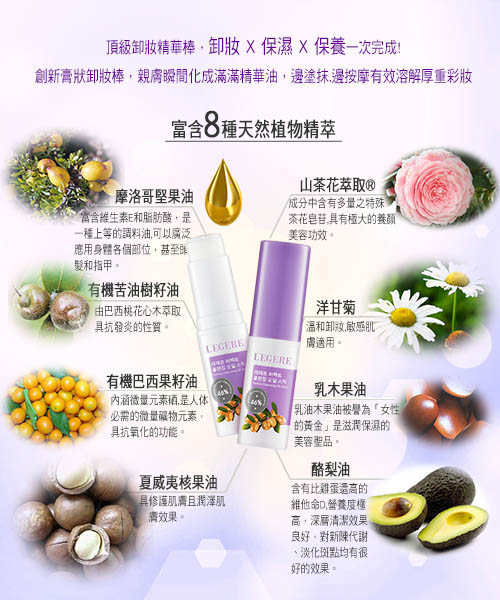 頂級卸妝精華棒，卸妝 X 保濕 X 保養一次完成!
創新膏狀卸妝棒，親膚瞬間化成滿滿精華油，邊塗抹.邊按摩有效溶解厚重彩妝
富含8種天然植物精萃
摩洛哥堅果油
富含維生素E和脂肪酸，是
一種上等的調料油,可以廣泛
應用身體各個部位，甚至頭
髮和指甲。
有機苦油樹籽油
由巴西桃花心木萃取
具抗發炎的性質。
有機巴西果籽油
內涵微量元素硒,是人体
必需的微量礦物元素，
具抗氧化的功能。
夏威夷核果油
具修護肌膚且潤澤肌
膚效果。
LEGERE
46%
LEGERE
46%
山茶花萃取®
成分中含有多量之特殊
茶花皂苷,具有極大的養顏
美容功效。
洋甘菊
溫和卸妝,敏感肌
膚適用。
乳木果油
乳油木果油被譽為「女性
的黃金」是滋潤保濕的
美容聖品。
酪梨油
含有比雞蛋還高的
維他命D,營養度極
高，深層清潔效果
良好，對新陳代謝
、淡化斑點均有很
好的效果。